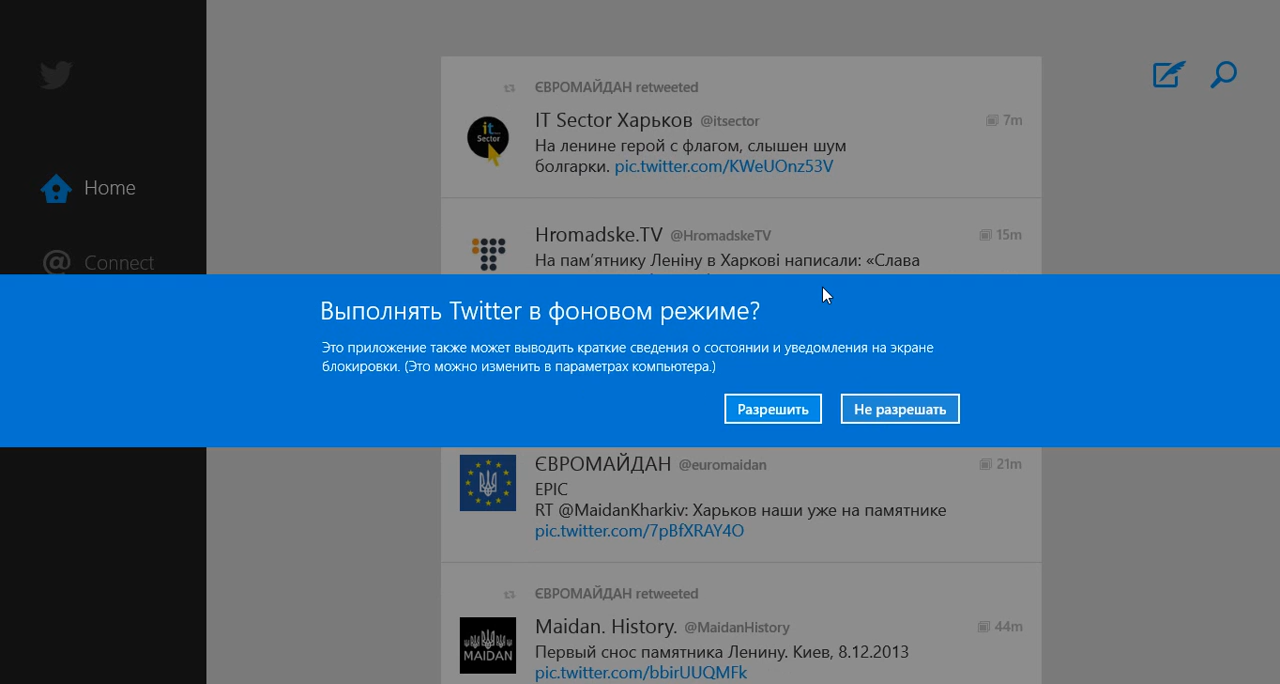 ЄВРОМАЙДАН retweeted
IT Sector Харьков @itsector 7m
На ленине герой с флагом, слышен шум
болгарки. pic.twitter.com/KWeUOnz53V
it
Sector
Home
Hromadske.TV @HromadskeTV 15m
На пам'ятнику Леніну в Харкові написали: «Слава
@ Connect
Выполнять Twitter в фоновом режиме?
Это приложение также может выводить краткие сведения о состоянии и уведомления на экране
блокировки. (Это можно изменить в параметрах компьютера.)
Разрешить Не разрешать
ЄВРОМАЙДАН @euromaidan 21m
EPIC
RT @MaidanKharkiv: Харьков наши уже на памятнике
pic.twitter.com/7pBfXRAY4O
ЄВРОМАЙДАН retweeted
Maidan. History. @MaidanHistory 44m
MAIDAN
Первый снос памятника Ленину. Киев, 8.12.2013
pic.twitter.com/bbirUUQMFk